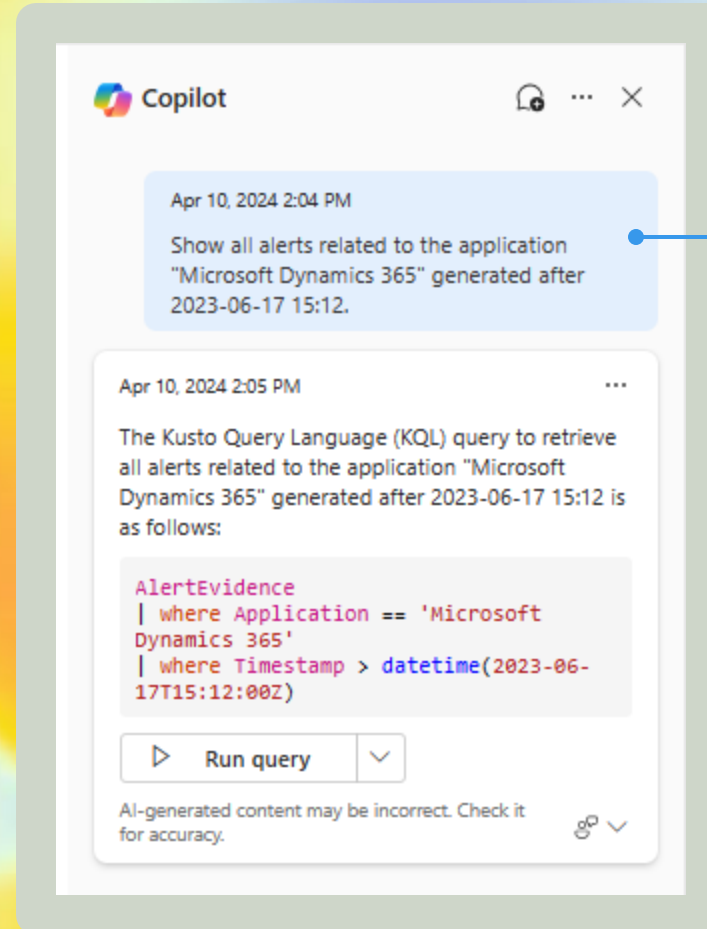 Copilot
Apr 10, 2024 2:04 PM
Show all alerts related to the application
"Microsoft Dynamics 365" generated after
2023-06-17 15:12.
Apr 10, 2024 2:05 PM
The Kusto Query Language (KQL) query to retrieve
all alerts related to the application "Microsoft
Dynamics 365" generated after 2023-06-17 15:12 is
as follows:
AlertEvidence
| where Application == 'Microsoft
Dynamics 365'
| where Timestamp > datetime(2023-06-
17T15:12:00Z)
Run query
AI-generated content may be incorrect. Check it
for accuracy.